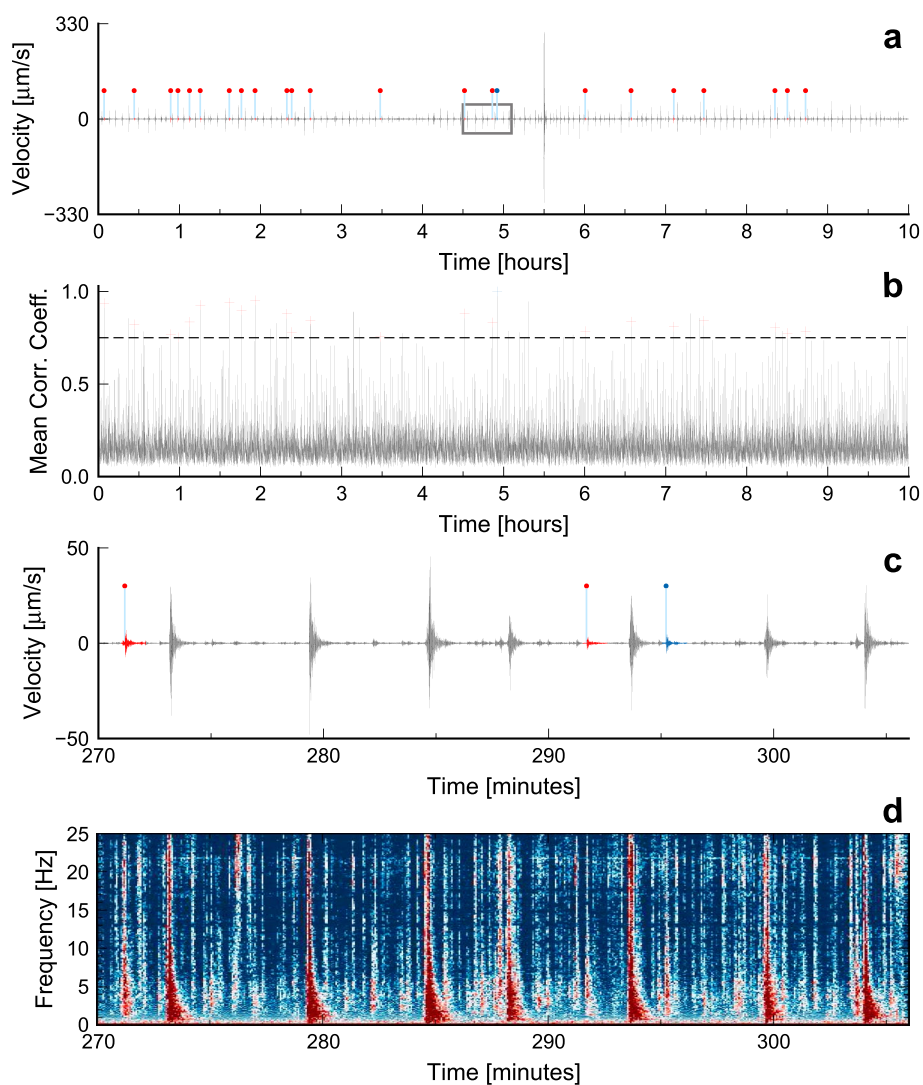 a
330
0
−330
Velocity [µm/s]
0 1 2 3 4 5 6 7 8 9 10
Time [hours]
b
1.0
0.5
0.0
Mean Corr. Coeff.
0 1 2 3 4 5 6 7 8 9 10
Time [hours]
c
50
0
−50
Velocity [µm/s]
270 280 290 300
Time [minutes]
d
25
20
15
10
5
0
Frequency [Hz]
270 280 290 300
Time [minutes]